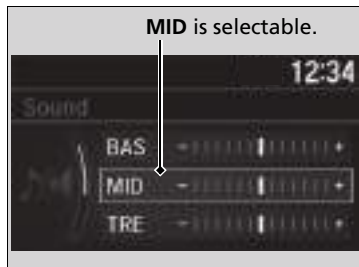 MID is selectable.
12:34
Sound
BAS
MID
TRE